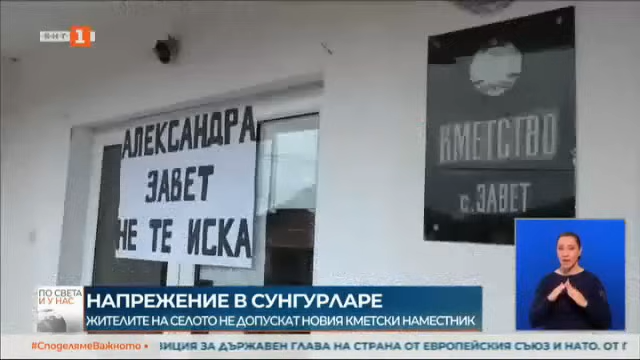 БНТ 1
АЛЕКСАНДРА
ЗАВЕТ
НЕ ТЕ ИСКА
КМЕТСТВО
с. ЗАВЕТ
ПО СВЕТА
И У НАС
НАПРЕЖЕНИЕ В СУНГУРЛАРЕ
ЖИТЕЛИТЕ НА СЕЛОТО НЕ ДОПУСКАТ НОВИЯ КМЕТСКИ НАМЕСТНИК
#СподелямеВажното ВИЦИЯ ЗА ДЪРЖАВЕН ГЛАВА НА СТРАНА ОТ ЕВРОПЕЙСКИЯ СЪЮЗ И НАТО. ОТ